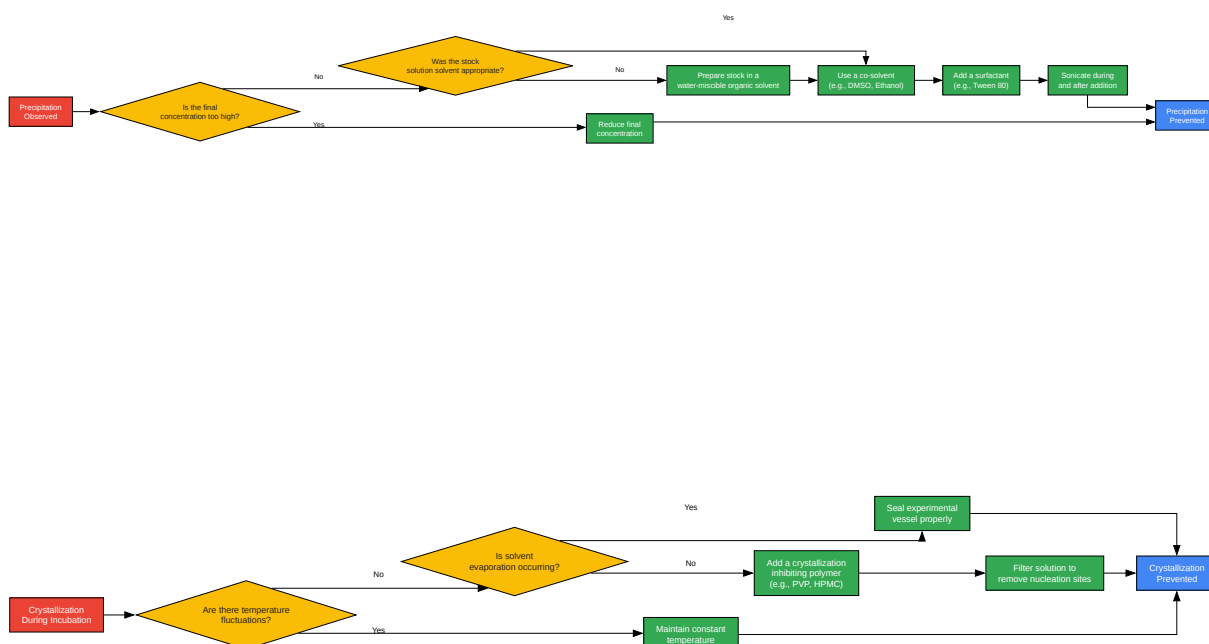 Yes
Was the stock
solution solvent appropriate?
No
No
Prepare stock in a
water-miscible organic solvent
Use a co-solvent
(e.g., DMSO, Ethanol)
Add a surfactant
(e.g., Tween 80)
Sonicate during
and after addition
Precipitation
Observed
Is the final
concentration too high?
Precipitation
Prevented
Yes
Reduce final
concentration
Yes
Seal experimental
vessel properly
Is solvent
evaporation occurring?
No
No
Add a crystallization
inhibiting polymer
(e.g., PVP, HPMC)
Filter solution to
remove nucleation sites
Crystallization
Prevented
Crystallization
During Incubation
Are there temperature
fluctuations?
Yes
Maintain constant
temperature